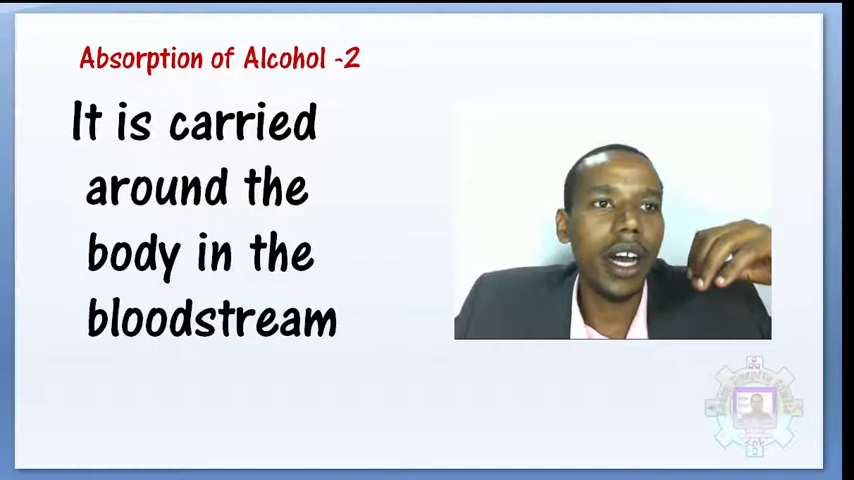 Absorption of Alcohol -2
It is carried
around the
body in the
bloodstream